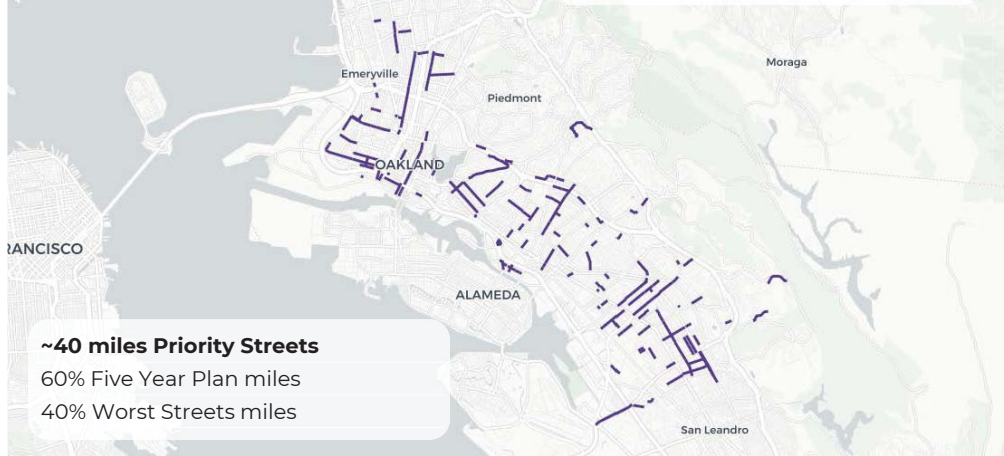 Moraga
Emeryville
Piedmont
OAKLAND
RANCISCO
ALAMEDA
~40 miles Priority Streets
60% Five Year Plan miles
40% Worst Streets miles
San Leandro